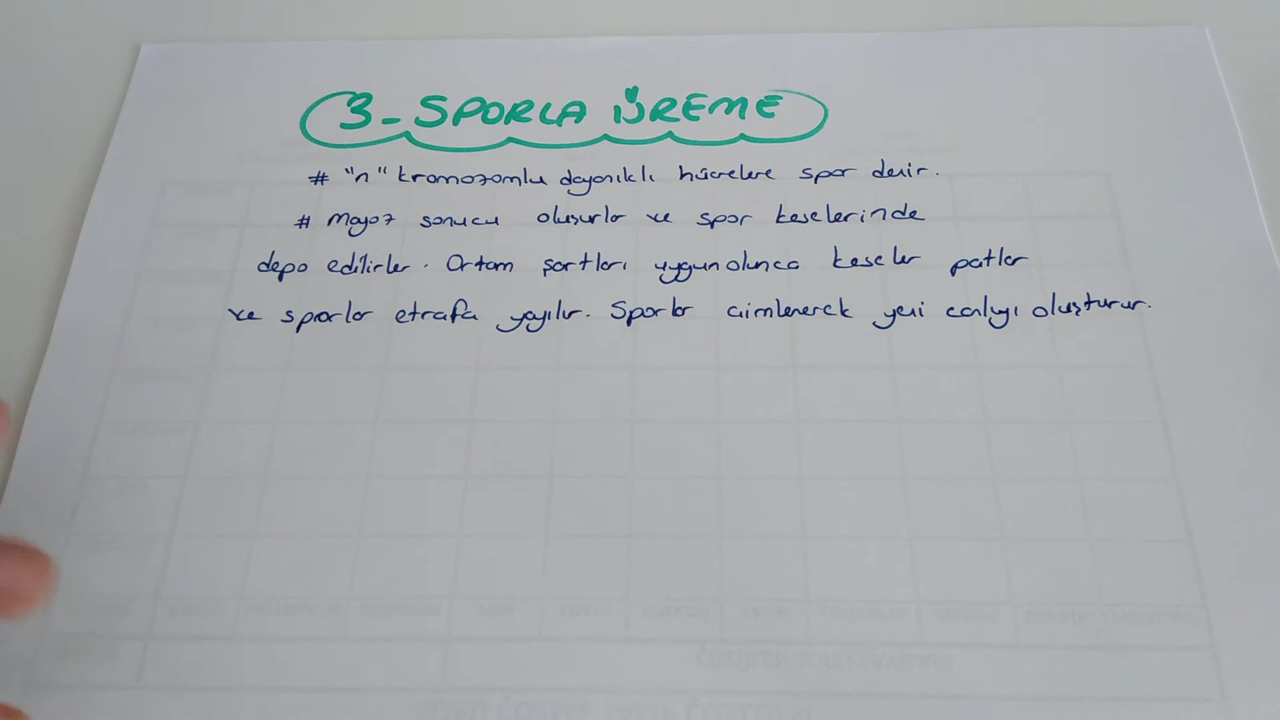 3- SPORLA ÜREME
# "n" kromozomlu dayanıklı hücrelere spor denir.
# Mayoz sonucu oluşurlar ve spor keselerinde
depo edilirler. Ortam şartları uygun olunca keseler patlar
ve sporlar etrafa yayılır. Sporlar çimlenerek yeni canlıyı oluşturur.